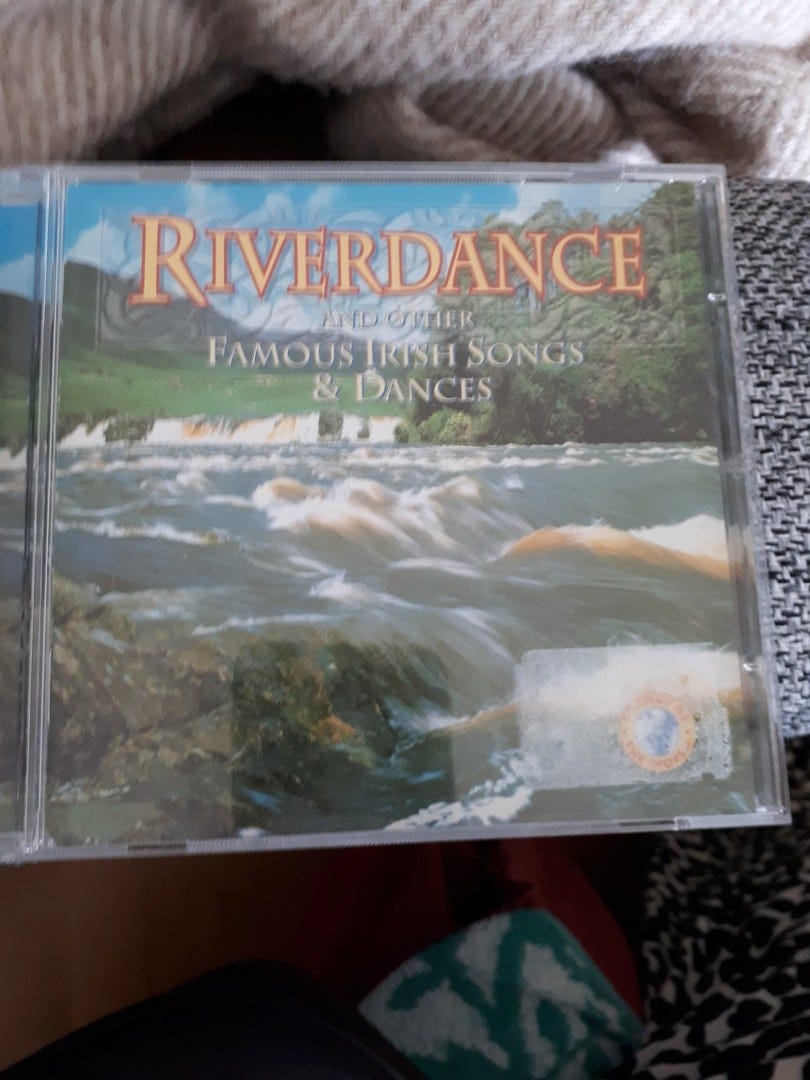 RIVERDANCE
AND OTHER
FAMOUS IRISH SONGS
& DANCES